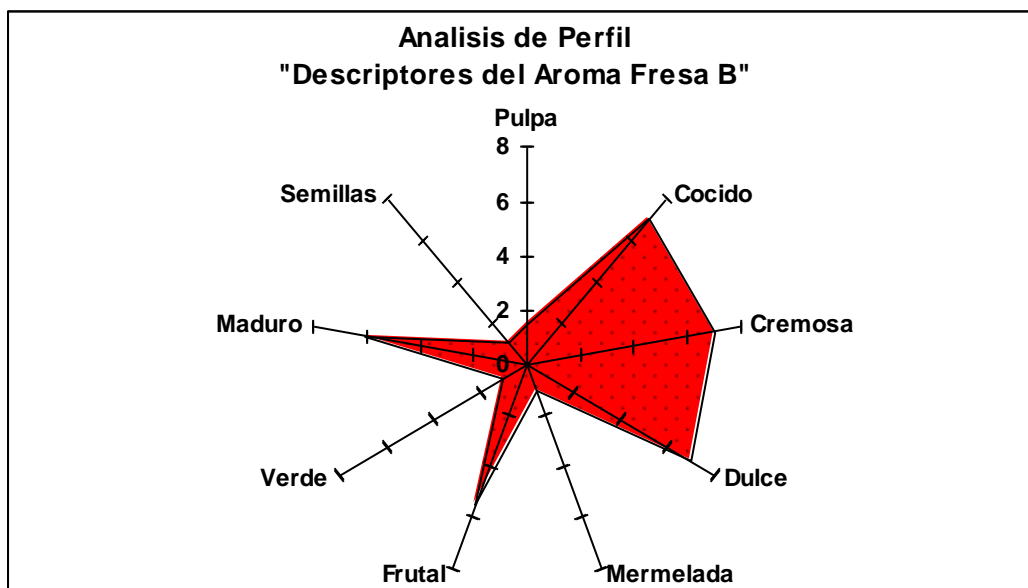 Analisis de Perfil
"Descriptores del Aroma Fresa B"
Pulpa
8
Semillas
Cocido
6
4
Maduro
Cremosa
2
0
Verde
Dulce
Frutal
Mermelada